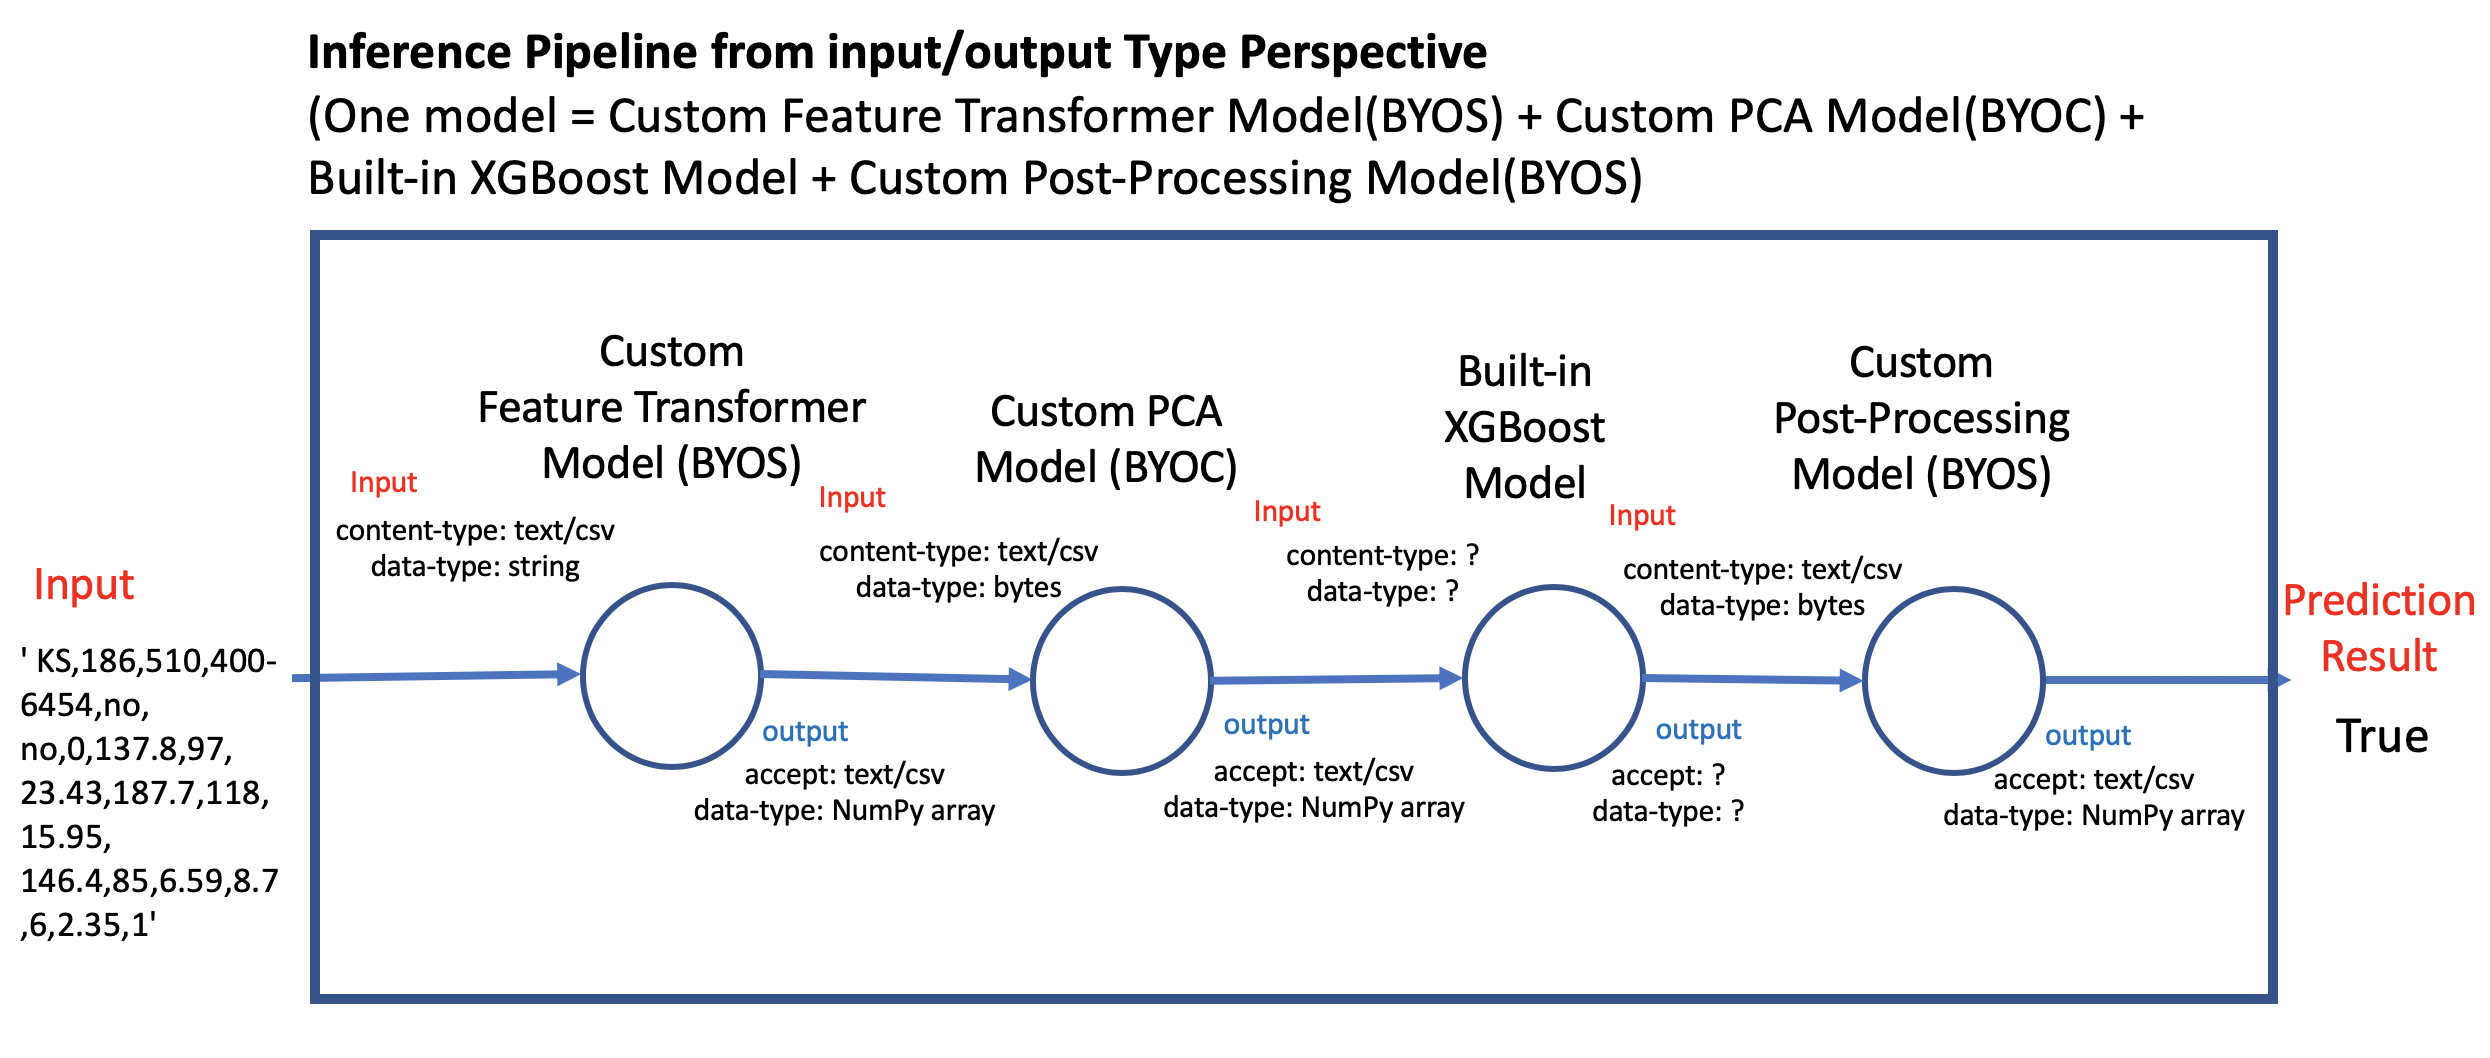 Inference Pipeline from input/output Type Perspective
(One model = Custom Feature Transformer Model(BYOS) + Custom PCA Model(BYOC) +
Built-in XGBoost Model + Custom Post-Processing Model(BYOS)
Input
' KS,186,510,400-
6454,no,
no,0,137.8,97,
23.43,187.7,118,
15.95,
146.4,85,6.59,8.7
,6,2.35,1'
Input
content-type: text/csv
data-type: string
Custom
Feature Transformer
Model (BYOS)
output
accept: text/csv
data-type: NumPy array
Input
content-type: text/csv
data-type: bytes
Custom PCA
Model (BYOC)
output
accept: text/csv
data-type: NumPy array
Input
content-type: ?
data-type: ?
Built-in
XGBoost
Model
output
accept: ?
data-type: ?
Input
content-type: text/csv
data-type: bytes
Custom
Post-Processing
Model (BYOS)
output
accept: text/csv
data-type: NumPy array
Prediction
Result
True